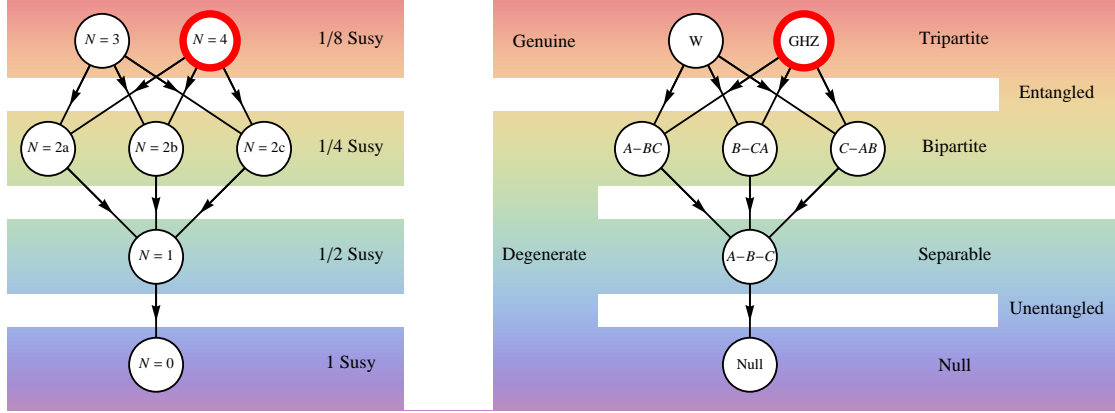 N = 3
N = 4
1/8 Susy
N = 2a
N = 2b
N = 2c
1/4 Susy
N = 1
1/2 Susy
N = 0
1 Susy
Genuine
W
GHZ
Tripartite
Entangled
A−BC
B−CA
C−AB
Bipartite
Degenerate
A−B−C
Separable
Unentangled
Null
Null